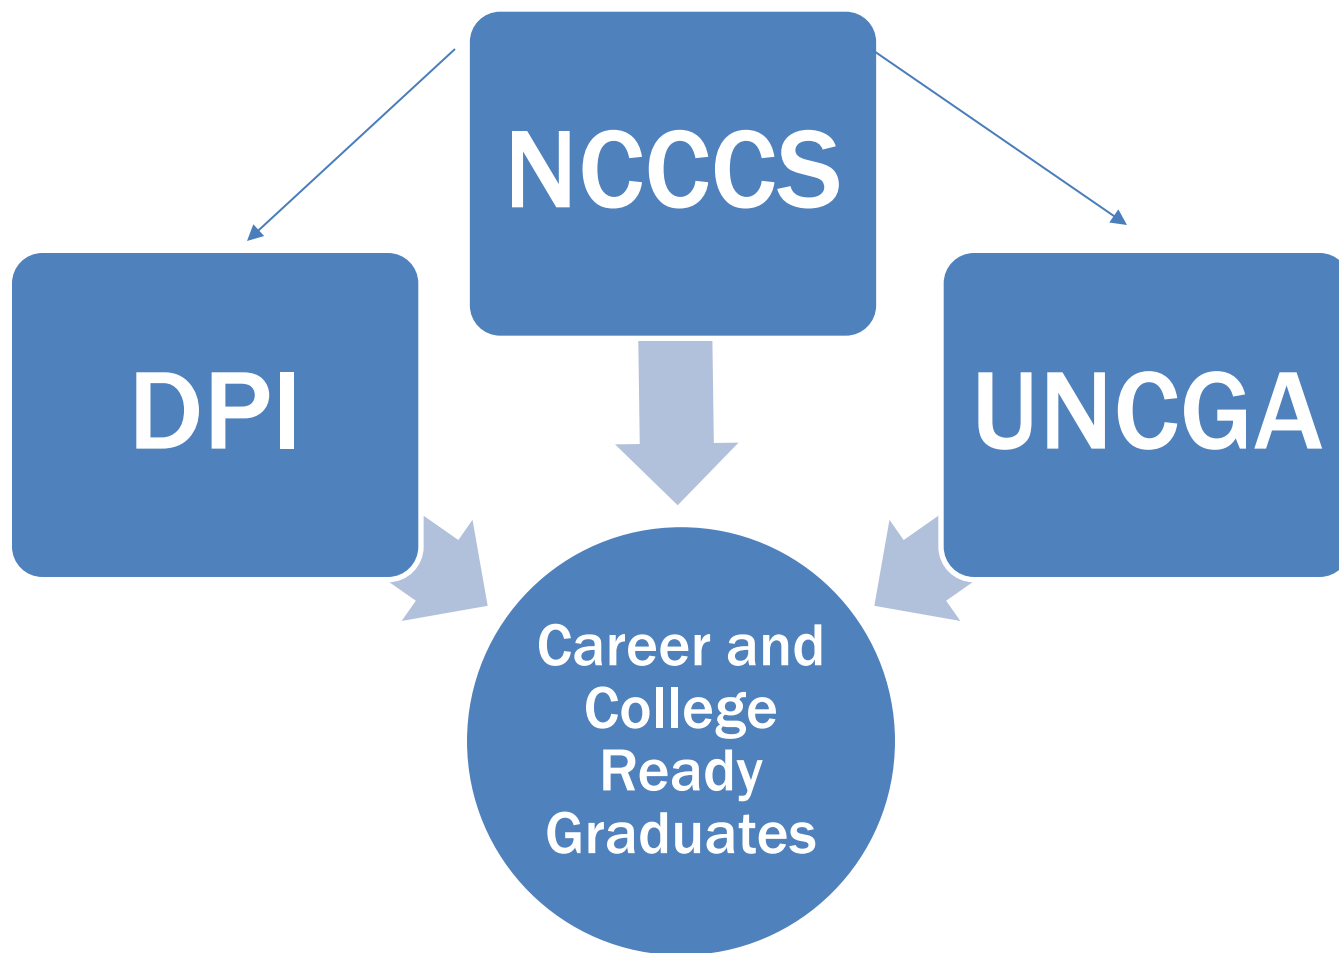 NCCCS
DPI
UNCGA
Career and
College
Ready
Graduates